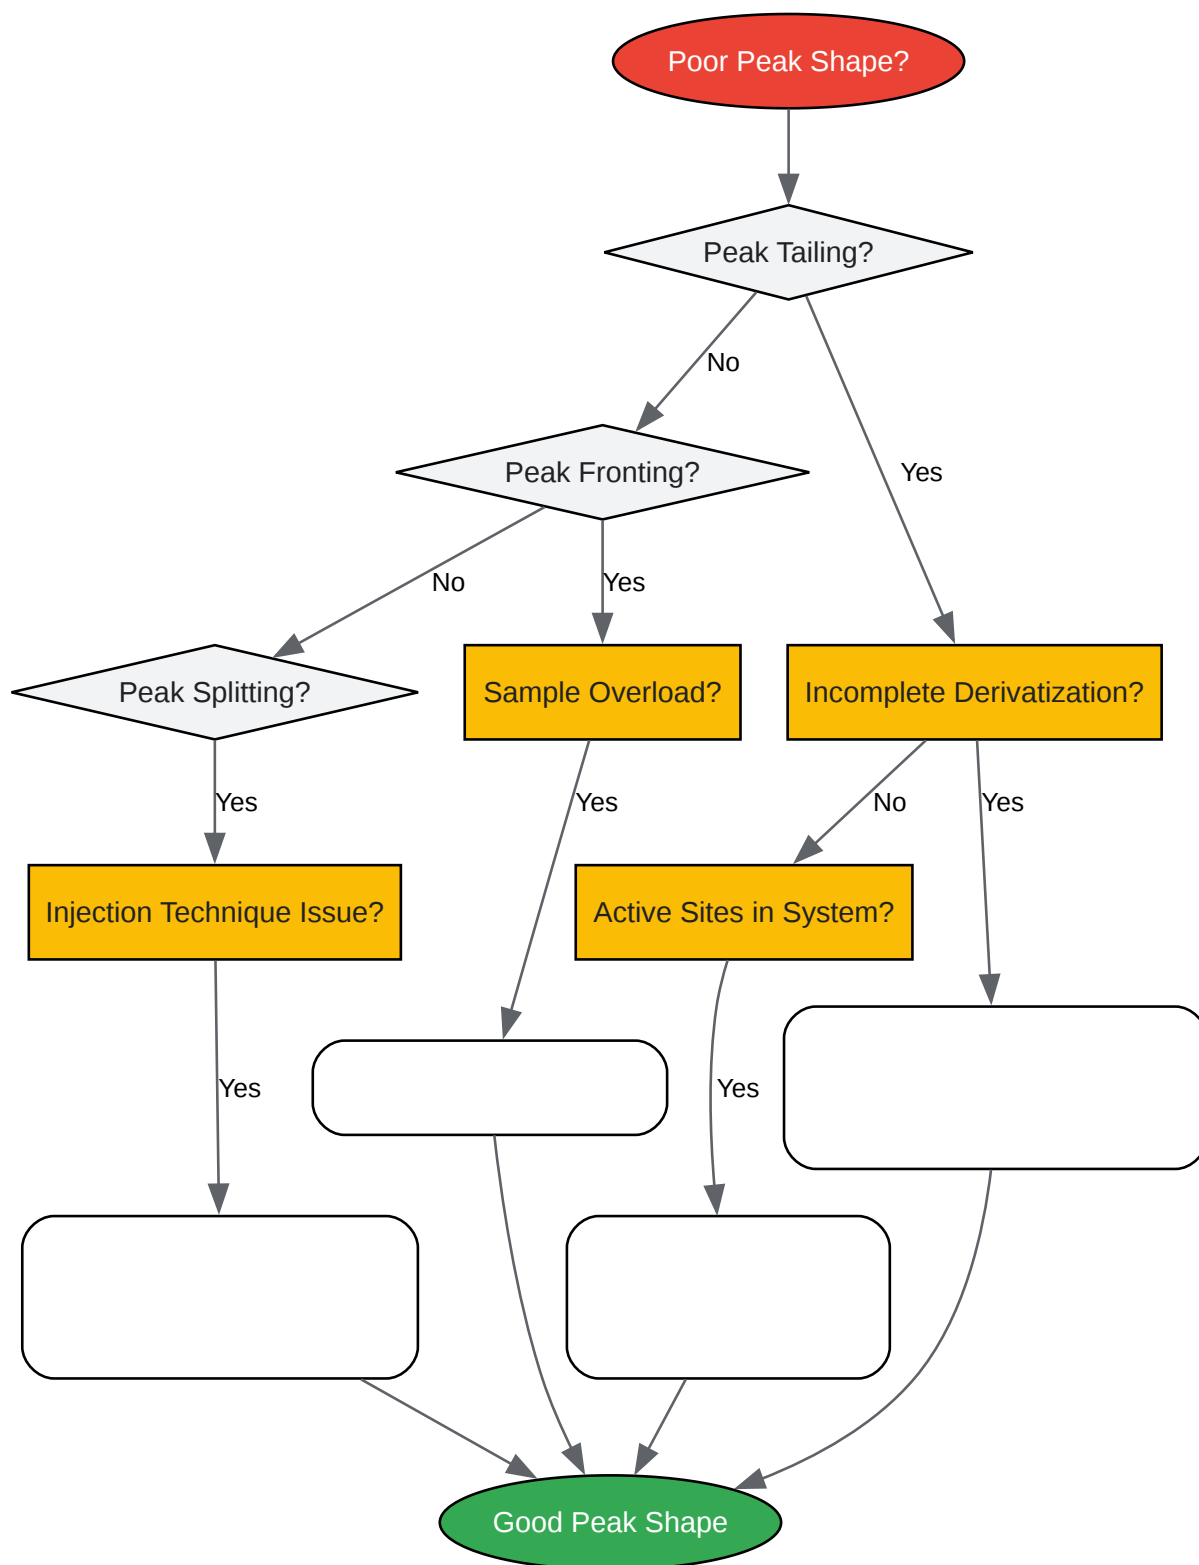 Poor Peak Shape?
Peak Tailing?
No
Peak Fronting?
Yes
No
Yes
Peak Splitting?
Sample Overload?
Incomplete Derivatization?
Yes
Yes
No
Yes
Injection Technique Issue?
Active Sites in System?
Yes
Yes
Good Peak Shape